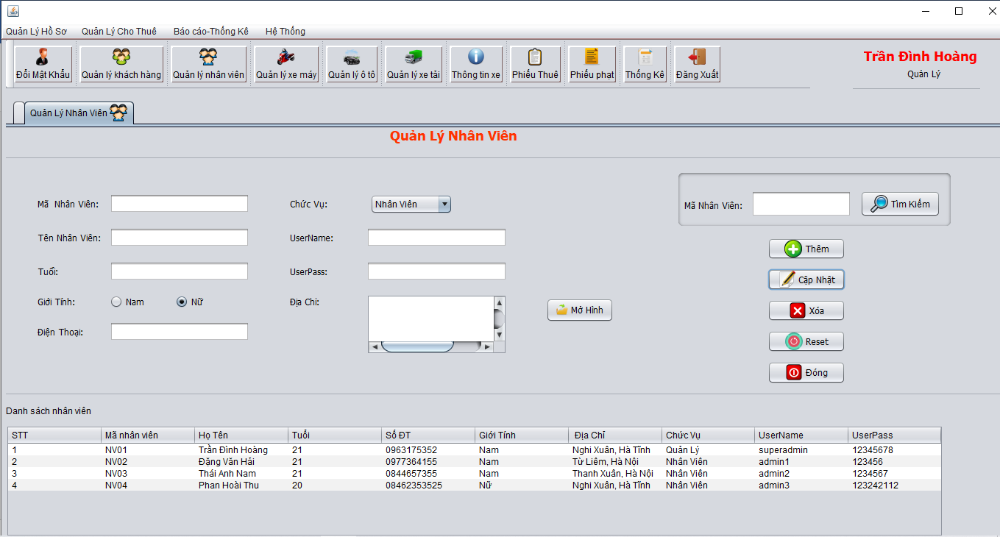 Quản Lý Hồ Sơ Quản Lý Cho Thuê Báo cáo-Thống Kê Hệ Thống
Đổi Mật Khẩu Quản lý khách hàng Quản lý nhân viên Quản lý xe máy Quản lý ô tô Quản lý xe tải Thông tin xe Phiếu Thuê Phiếu phạt Thống Kê Đăng Xuất
Trần Đình Hoàng
Quản Lý
Quản Lý Nhân Viên
Quản Lý Nhân Viên
Mã Nhân Viên: Chức Vụ: Nhân Viên Mã Nhân Viên: Tìm Kiếm
Tên Nhân Viên: UserName:
Thêm
Tuổi: UserPass:
Cập Nhật
Giới Tính: Nam Nữ Địa Chỉ: Mở Hình
Xóa
Điện Thoại:
Reset
Đóng
Danh sách nhân viên
STT Mã nhân viên Họ Tên Tuổi Số ĐT Giới Tính Địa Chỉ Chức Vụ UserName UserPass
1 NV01 Trần Đình Hoàng 21 0963175352 Nam Nghi Xuân, Hà Tĩnh Quản Lý superadmin 12345678
2 NV02 Đặng Văn Hải 21 0977364155 Nam Từ Liêm, Hà Nội Nhân Viên admin1 123456
3 NV03 Thái Anh Nam 21 0844657355 Nam Thanh Xuân, Hà Nội Nhân Viên admin2 1234567
4 NV04 Phan Hoài Thu 20 08462353525 Nữ Nghi Xuân, Hà Tĩnh Nhân Viên admin3 123242112